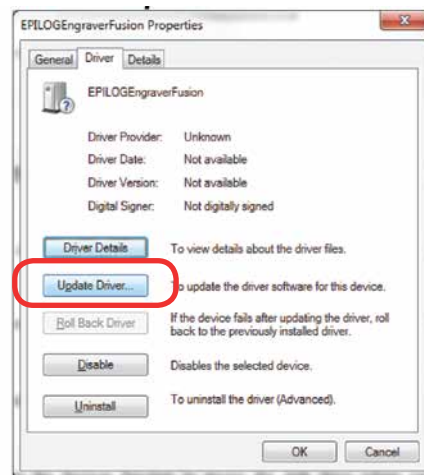 EPILOGEngraverFusion Properties
General Driver Details
EPILOGEngraverFusion
Driver Provider: Unknown
Driver Date: Not available
Driver Version: Not available
Digital Signer: Not digitally signed
Driver Details To view details about the driver files.
Update Driver... To update the driver software for this device.
Roll Back Driver If the device fails after updating the driver, roll
back to the previously installed driver.
Disable Disables the selected device.
Uninstall To uninstall the driver (Advanced).
OK Cancel